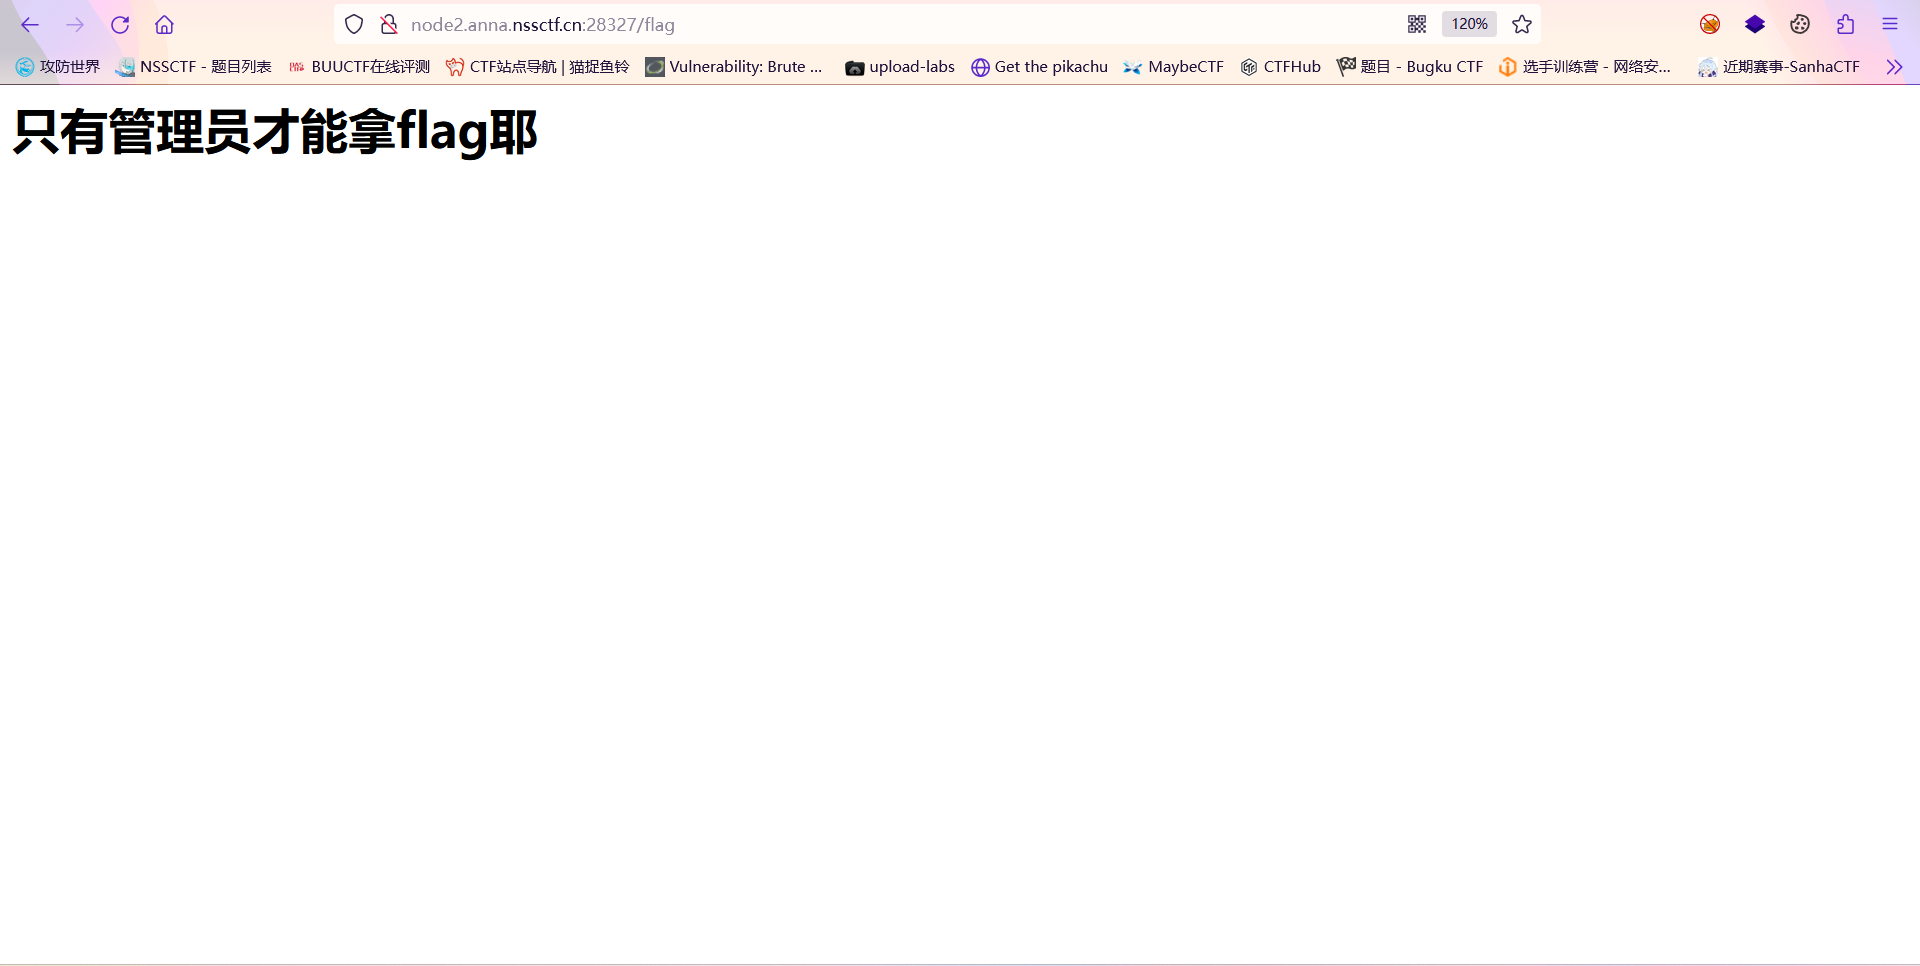 node2.anna.nssctf.cn:28327/flag
120%
攻防世界
NSSCTF - 题目列表
BUUCTF在线评测
CTF站点导航 | 猫捉鱼铃
Vulnerability: Brute ...
upload-labs
Get the pikachu
MaybeCTF
CTFHub
题目 - Bugku CTF
选手训练营 - 网络安...
近期赛事-SanhaCTF
只有管理员才能拿flag耶